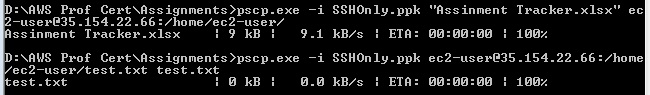 D:\AWS Prof Cert\Assignments>pscp.exe -i SSHOnly.ppk "Assinment Tracker.xlsx" ec
2-user@35.154.22.66:/home/ec2-user/
Assinment Tracker.xlsx | 9 kB | 9.1 kB/s | ETA: 00:00:00 | 100%
D:\AWS Prof Cert\Assignments>pscp.exe -i SSHOnly.ppk ec2-user@35.154.22.66:/home
/ec2-user/test.txt test.txt
test.txt | 0 kB | 0.0 kB/s | ETA: 00:00:00 | 100%